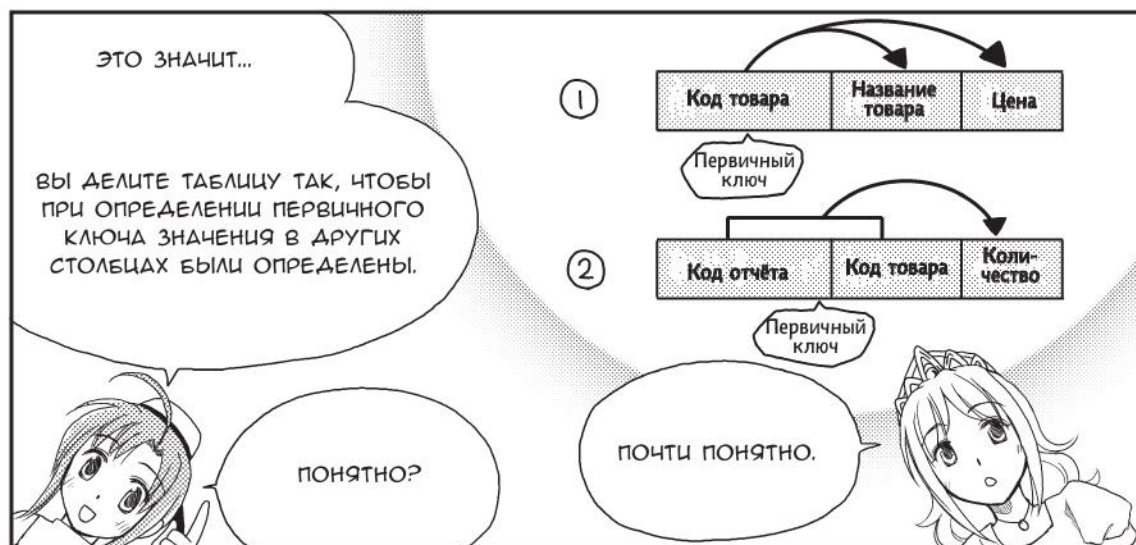 ЭТО ЗНАЧИТ...
ВЫ ДЕЛИТЕ ТАБЛИЦУ ТАК, ЧТОБЫ
ПРИ ОПРЕДЕЛЕНИИ ПЕРВИЧНОГО
КЛЮЧА ЗНАЧЕНИЯ В ДРУГИХ
СТОЛБЦАХ БЫЛИ ОПРЕДЕЛЕНЫ.
1
Код товара
Название
товара
Цена
Первичный
ключ
2
Код отчёта
Код товара
Коли-
чество
Первичный
ключ
ПОНЯТНО?
ПОЧТИ ПОНЯТНО.